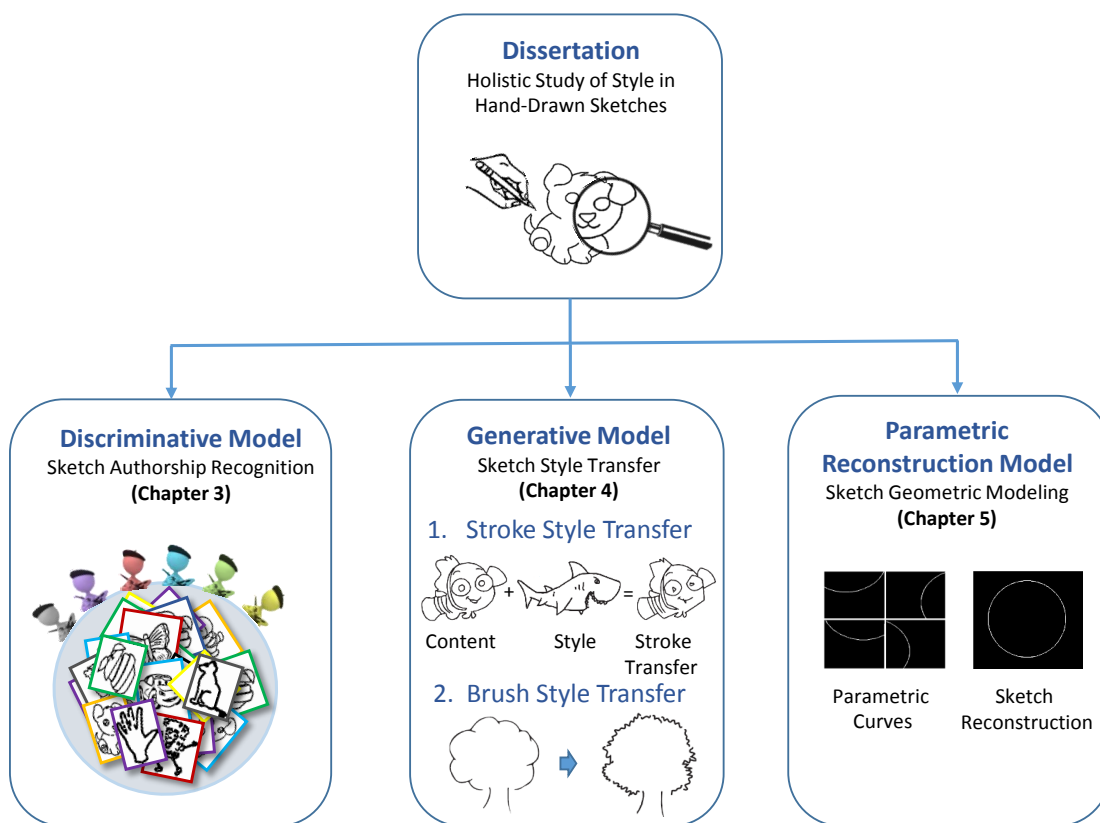 Dissertation
Holistic Study of Style in
Hand-Drawn Sketches
Discriminative Model
Sketch Authorship Recognition
(Chapter 3)
Generative Model
Sketch Style Transfer
(Chapter 4)
1. Stroke Style Transfer
+
=
Content
Style
Stroke
Transfer
2. Brush Style Transfer
Parametric
Reconstruction Model
Sketch Geometric Modeling
(Chapter 5)
Parametric
Curves
Sketch
Reconstruction